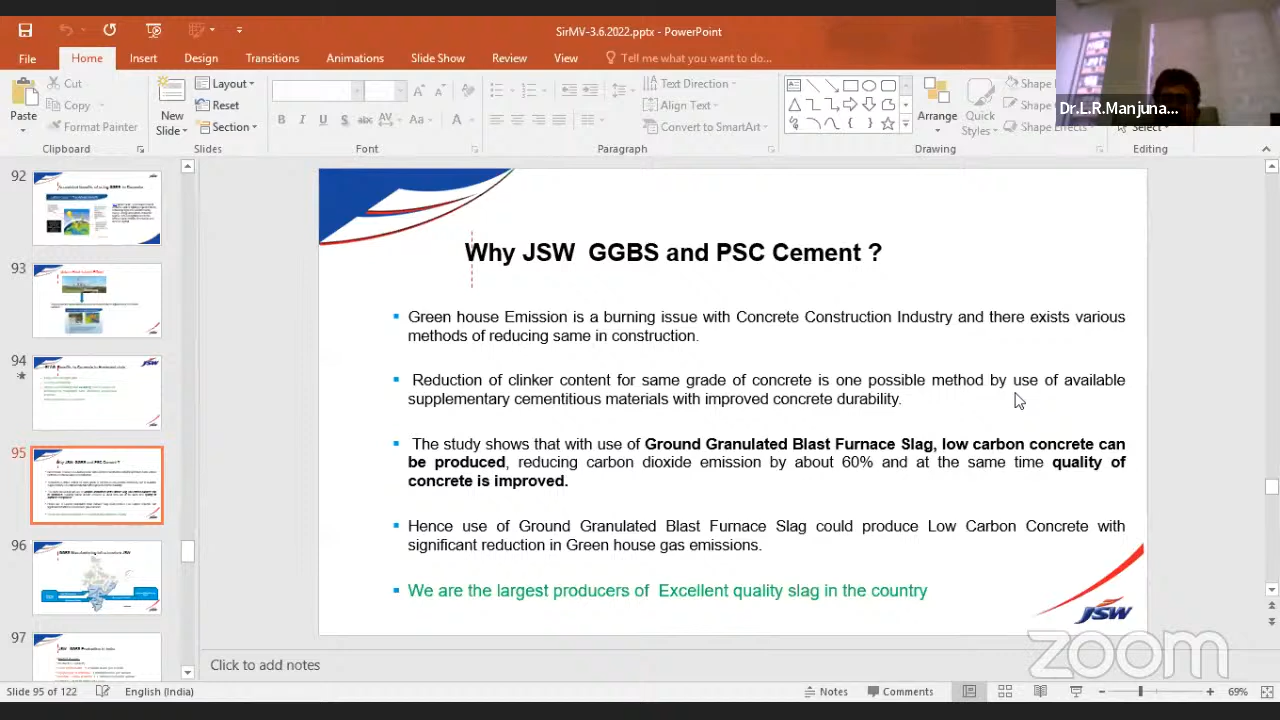 SirMV-3.6.2022.pptx - PowerPoint
File Home Insert Design Transitions Animations Slide Show Review View Tell me what you want to do...
Dr.L.R.Manjuna...
Paste
Cut
Copy
Format Painter
Clipboard
New
Slide
Layout
Reset
Section
Slides
Font
Text Direction
Align Text
Convert to SmartArt
Paragraph
Arrange
Quick
Styles
Shape
Shape
Shape Effects
Drawing
Select
Editing
92
93
94
95
96
97
Why JSW GGBS and PSC Cement ?
Green house Emission is a burning issue with Concrete Construction Industry and there exists various
methods of reducing same in construction.
Reduction of clinker content for same grade of concrete is one possible method by use of available
supplementary cementitious materials with improved concrete durability.
The study shows that with use of Ground Granulated Blast Furnace Slag, low carbon concrete can
be produced reducing carbon dioxide emission by about 60% and at the same time quality of
concrete is improved.
Hence use of Ground Granulated Blast Furnace Slag could produce Low Carbon Concrete with
significant reduction in Green house gas emissions.
We are the largest producers of Excellent quality slag in the country
JSW
zoom
Click to add notes
Slide 95 of 122 English (India) Notes Comments 69%